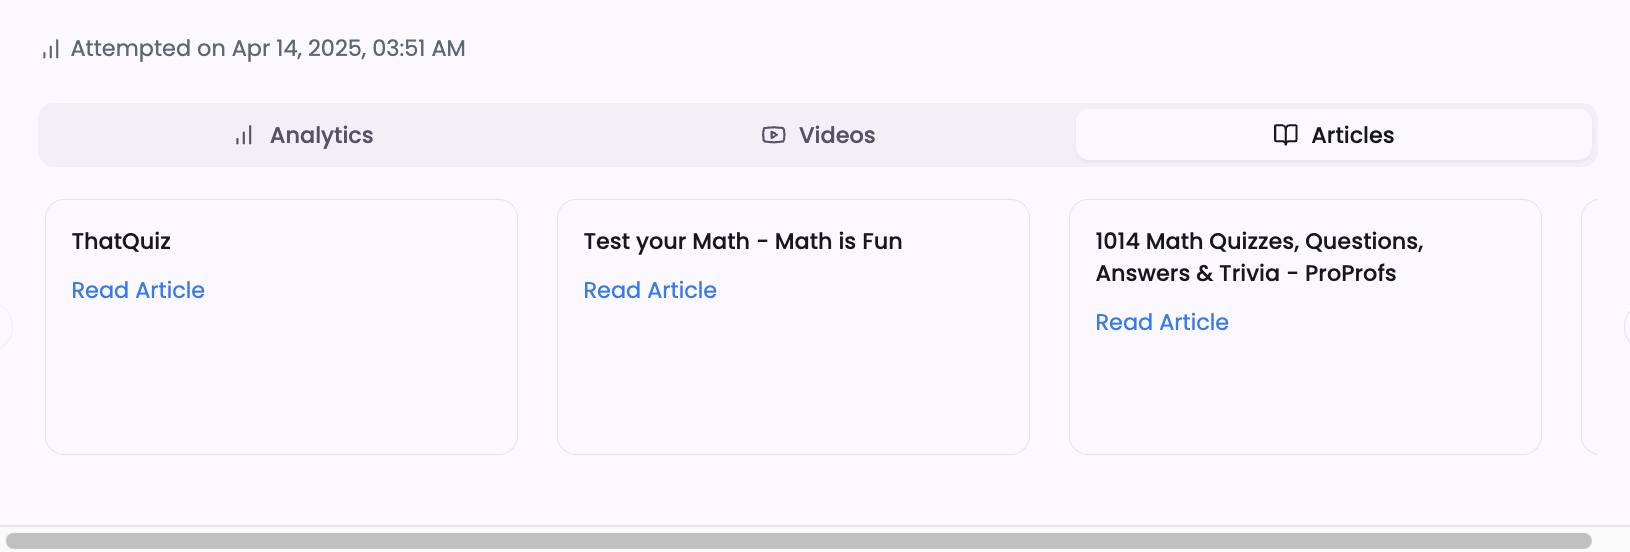 Attempted on Apr 14, 2025, 03:51 AM
Analytics
Videos
Articles
ThatQuiz
Read Article
Test your Math - Math is Fun
Read Article
1014 Math Quizzes, Questions,
Answers & Trivia - ProProfs
Read Article